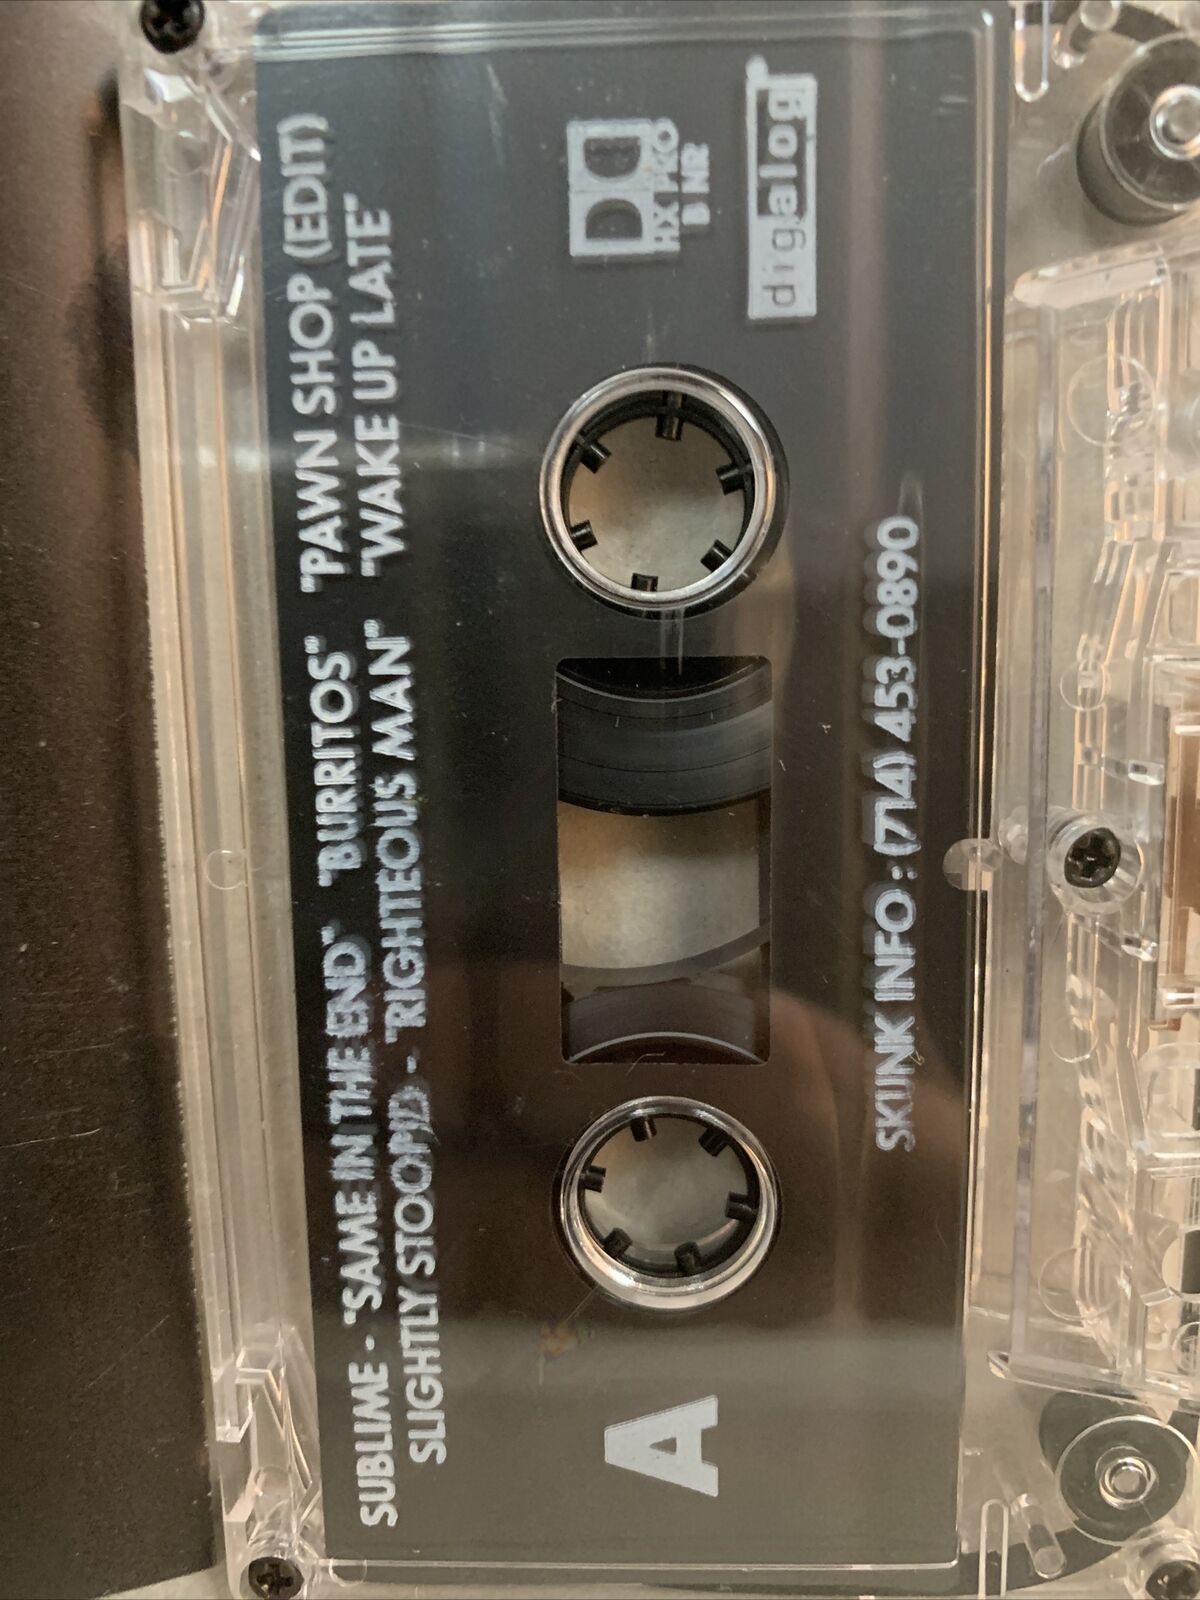 SUBLIME - "SAME IN THE END" "BURRITOS" "PAWN SHOP (EDIT)
SLIGHTLY STOOPID - "RIGHTEOUS MAN" "WAKE UP LATE"
A
DD
HX PRO
B NR
digalog
SKUNK INFO: (714) 453-0890